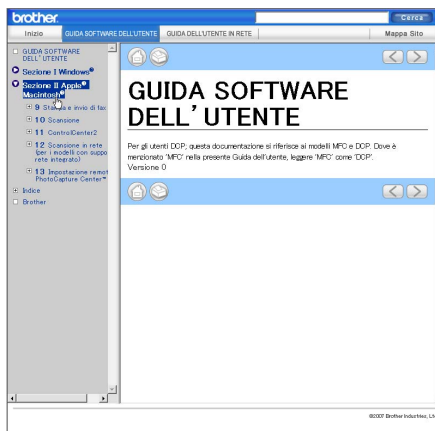 brother.
Cerca
Inizio
GUIDA SOFTWARE DELL'UTENTE
GUIDA DELL'UTENTE IN RETE
Mappa Sito
GUIDA SOFTWARE
DELL'UTENTE
Sezione I Windows®
Sezione II Apple®
Macintosh®
9 Stampa e invio di fax
10 Scansione
11 ControlCenter2
12 Scansione in rete
(per i modelli con suppo
rete integrato)
13 Impostazione remot
PhotoCapture Center™
Indice
Brother
GUIDA SOFTWARE
DELL'UTENTE
Per gli utenti DCP; questa documentazione si riferisce ai modelli MFC e DCP. Dove è
menzionato 'MFC' nella presente Guida dell'utente, leggere 'MFC' come 'DCP'.
Versione 0
©2007 Brother Industries, Lt